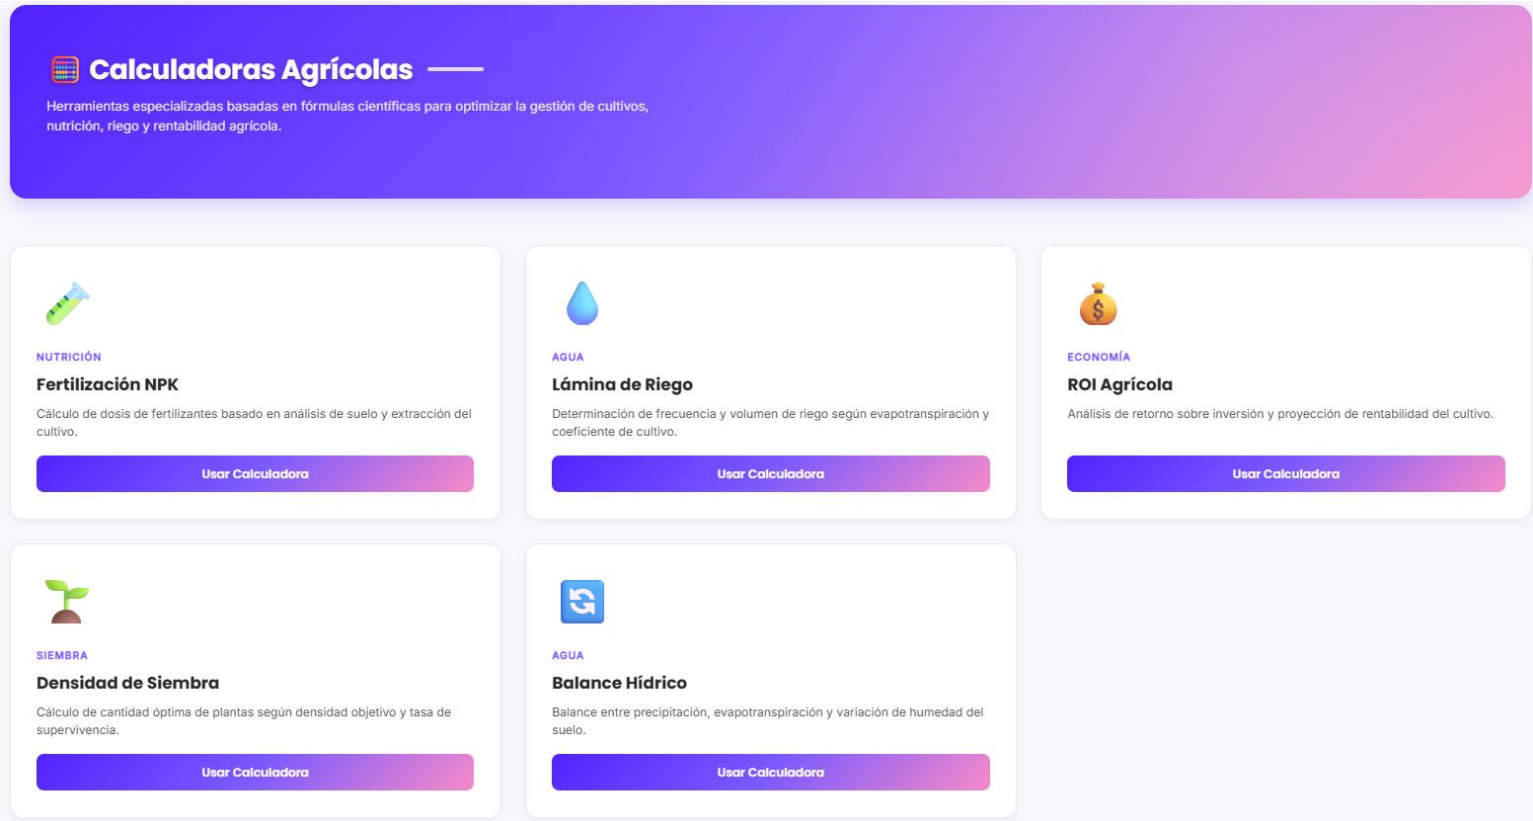 Calculadoras Agrícolas
Herramientas especializadas basadas en fórmulas científicas para optimizar la gestión de cultivos,
nutrición, riego y rentabilidad agrícola.
NUTRICIÓN
Fertilización NPK
Cálculo de dosis de fertilizantes basado en análisis de suelo y extracción del
cultivo.
Usar Calculadora
AGUA
Lámina de Riego
Determinación de frecuencia y volumen de riego según evapotranspiración y
coeficiente de cultivo.
Usar Calculadora
$
ECONOMÍA
ROI Agrícola
Análisis de retorno sobre inversión y proyección de rentabilidad del cultivo.
Usar Calculadora
SIEMBRA
Densidad de Siembra
Cálculo de cantidad óptima de plantas según densidad objetivo y tasa de
supervivencia.
Usar Calculadora
AGUA
Balance Hídrico
Balance entre precipitación, evapotranspiración y variación de humedad del
suelo.
Usar Calculadora